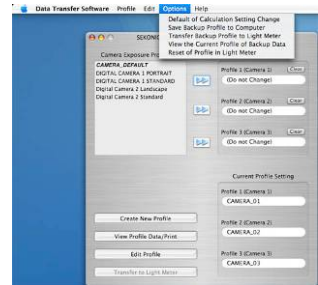 Data Transfer Software Profile Edit Options Help
Default of Calculation Setting Change
Save Backup Profile to Computer
Transfer Backup Profile to Light Meter
View the Current Profile of Backup Data
Reset of Profile in Light Meter
SEKONIC
Camera Exposure Pro
CAMERA_DEFAULT
DIGITAL CAMERA 1 PORTRAIT
DIGITAL CAMERA 1 STANDARD
Digital Camera 2 Landscape
Digital Camera 2 Standard
Profile 1 (Camera 1) Clear
(Do not Change)
Profile 2 (Camera 2) Clear
(Do not Change)
Profile 3 (Camera 3) Clear
(Do not Change)
Current Profile Setting
Profile 1 (Camera 1)
CAMERA_01
Profile 2 (Camera 2)
CAMERA_02
Profile 3 (Camera 3)
CAMERA_03
Create New Profile
View Profile Data/Print
Edit Profile
Transfer to Light Meter